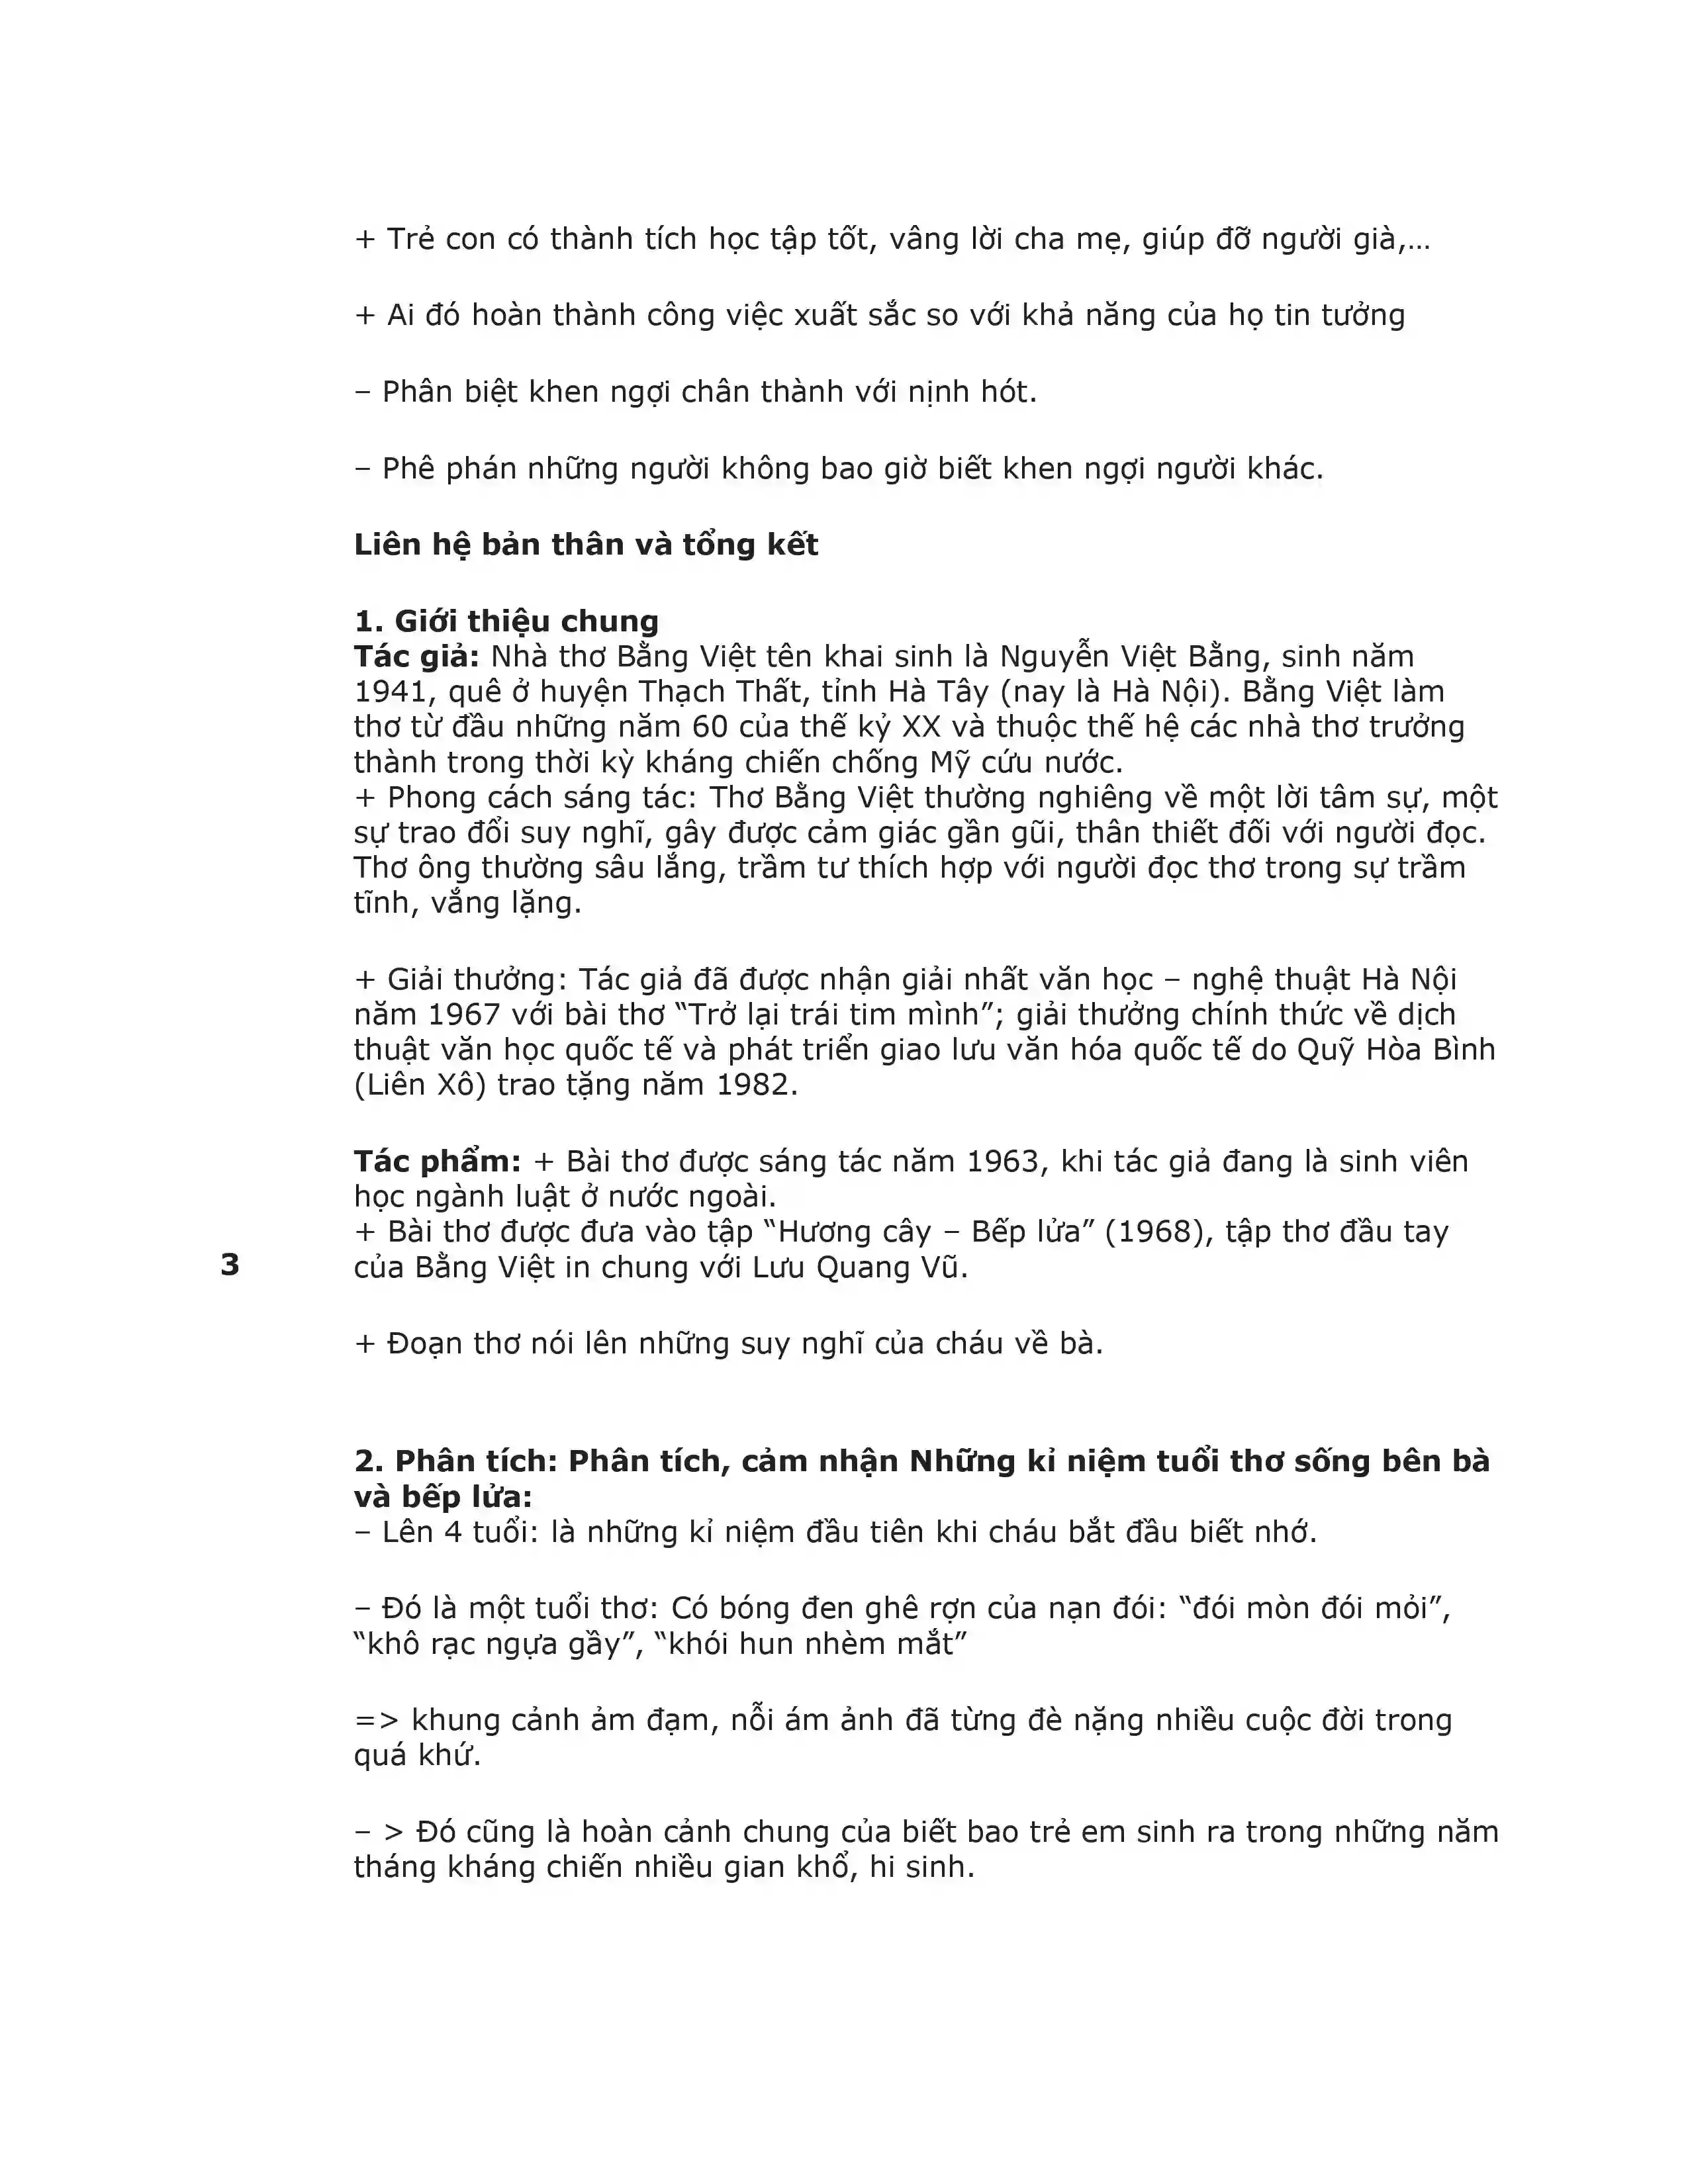 + Trẻ con có thành tích học tập tốt, vâng lời cha mẹ, giúp đỡ người già,…
+ Ai đó hoàn thành công việc xuất sắc so với khả năng của họ tin tưởng
– Phân biệt khen ngợi chân thành với nịnh hót.
– Phê phán những người không bao giờ biết khen ngợi người khác.
Liên hệ bản thân và tổng kết
1. Giới thiệu chung
Tác giả: Nhà thơ Bằng Việt tên khai sinh là Nguyễn Việt Bằng, sinh năm
1941, quê ở huyện Thạch Thất, tỉnh Hà Tây (nay là Hà Nội). Bằng Việt làm
thơ từ đầu những năm 60 của thế kỷ XX và thuộc thế hệ các nhà thơ trưởng
thành trong thời kỳ kháng chiến chống Mỹ cứu nước.
+ Phong cách sáng tác: Thơ Bằng Việt thường nghiêng về một lời tâm sự, một
sự trao đổi suy nghĩ, gây được cảm giác gần gũi, thân thiết đối với người đọc.
Thơ ông thường sâu lắng, trầm tư thích hợp với người đọc thơ trong sự trầm
tĩnh, vắng lặng.
+ Giải thưởng: Tác giả đã được nhận giải nhất văn học – nghệ thuật Hà Nội
năm 1967 với bài thơ “Trở lại trái tim mình”; giải thưởng chính thức về dịch
thuật văn học quốc tế và phát triển giao lưu văn hóa quốc tế do Quỹ Hòa Bình
(Liên Xô) trao tặng năm 1982.
Tác phẩm: + Bài thơ được sáng tác năm 1963, khi tác giả đang là sinh viên
học ngành luật ở nước ngoài.
+ Bài thơ được đưa vào tập “Hương cây – Bếp lửa” (1968), tập thơ đầu tay
3 của Bằng Việt in chung với Lưu Quang Vũ.
+ Đoạn thơ nói lên những suy nghĩ của cháu về bà.
2. Phân tích: Phân tích, cảm nhận Những kỉ niệm tuổi thơ sống bên bà
và bếp lửa:
– Lên 4 tuổi: là những kỉ niệm đầu tiên khi cháu bắt đầu biết nhớ.
– Đó là một tuổi thơ: Có bóng đen ghê rợn của nạn đói: “đói mòn đói mỏi”,
“khô rạc ngựa gầy”, “khói hun nhèm mắt”
=> khung cảnh ảm đạm, nỗi ám ảnh đã từng đè nặng nhiều cuộc đời trong
quá khứ.
– > Đó cũng là hoàn cảnh chung của biết bao trẻ em sinh ra trong những năm
tháng kháng chiến nhiều gian khổ, hi sinh.